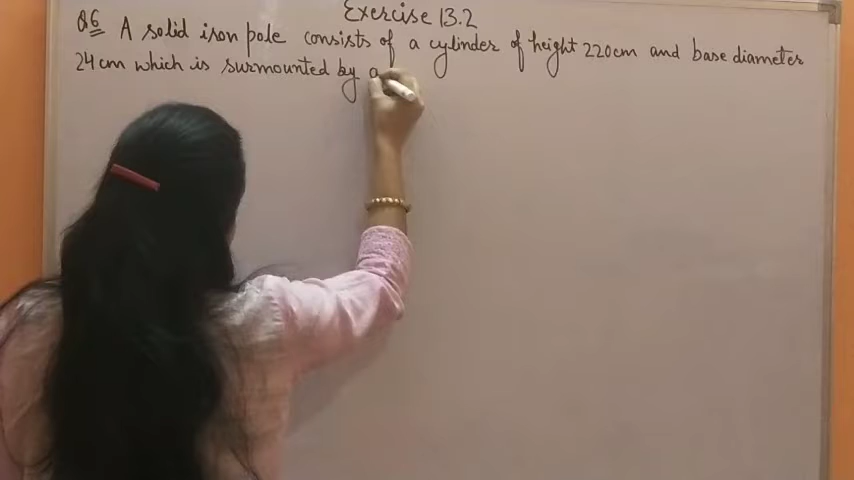 Exercise 13.2
Q6 A solid iron pole consists of a cylinder of height 220cm and base diameter
24cm which is surmounted by a